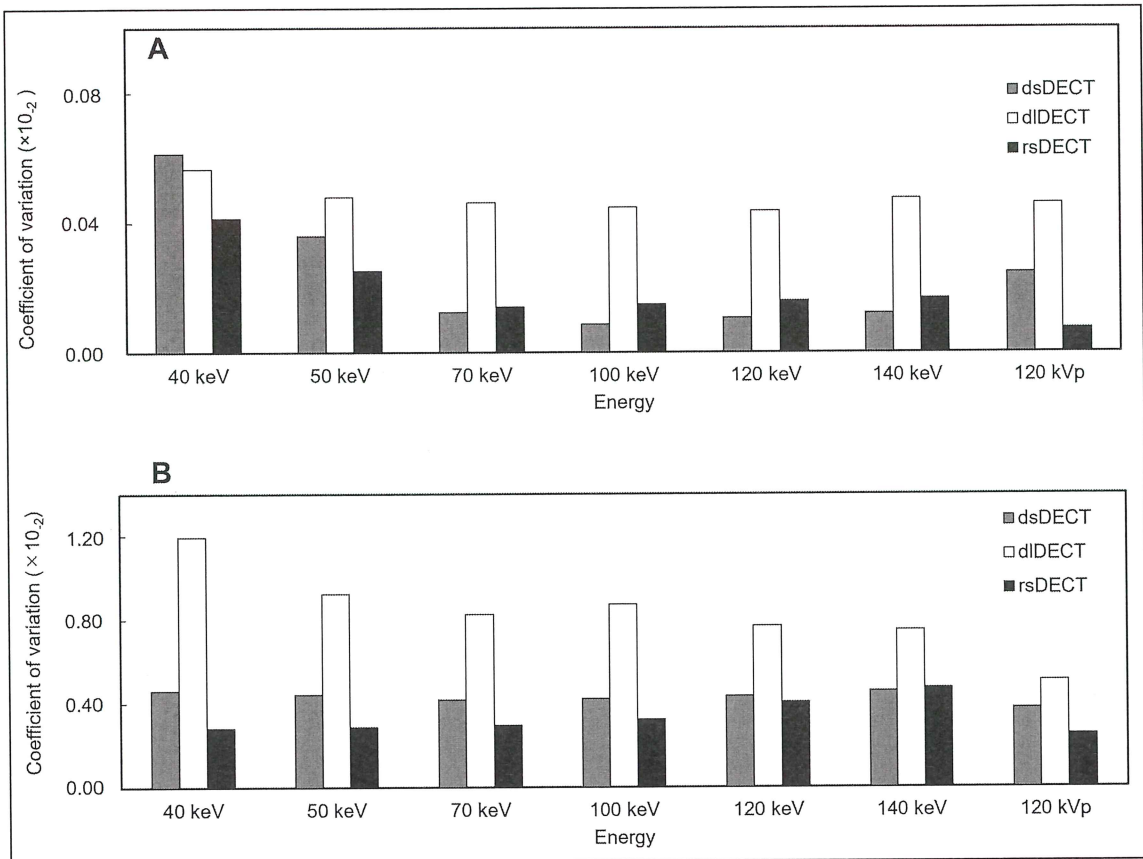 A
Coefficient of variation (×10-2)
0.08
0.04
0.00
dsDECT
dlDECT
rsDECT
40 keV 50 keV 70 keV 100 keV 120 keV 140 keV 120 kVp
Energy
B
Coefficient of variation (×10-2)
1.20
0.80
0.40
0.00
dsDECT
dlDECT
rsDECT
40 keV 50 keV 70 keV 100 keV 120 keV 140 keV 120 kVp
Energy